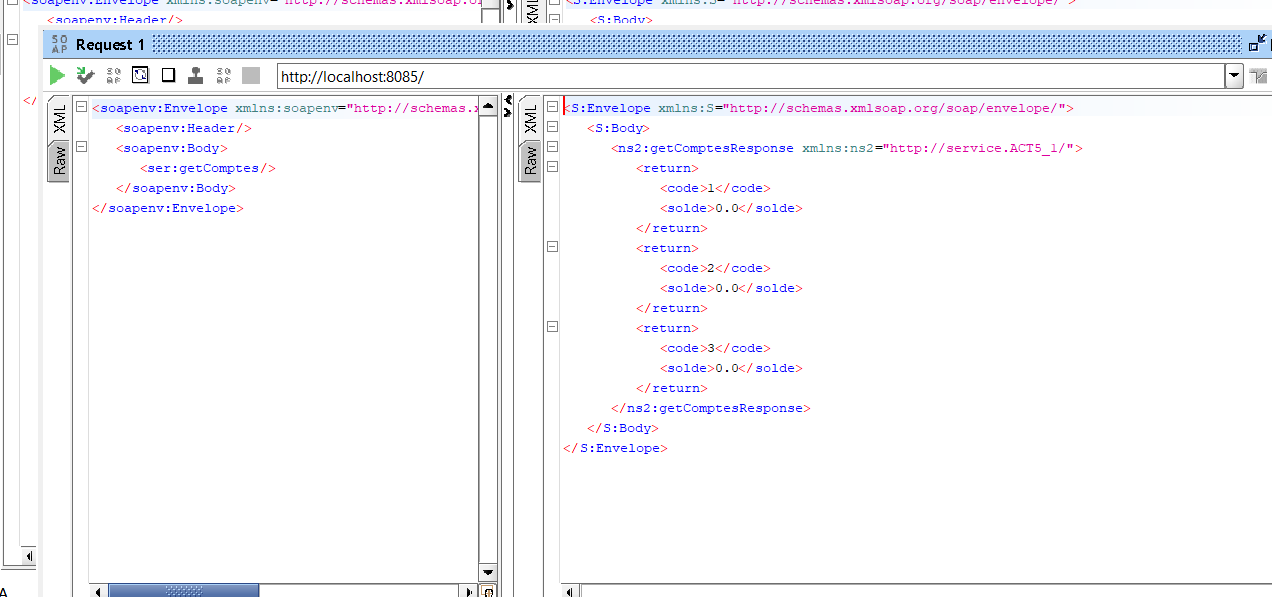 <soapenv:Envelope xmlns:soapenv="http://schemas.xmlsoap.or
<S:Envelope xmlns:S="http://schemas.xmlsoap.org/soap/envelope/">
<soapenv:Header/>
<S:Body>
XML
SOAP Request 1
http://localhost:8085/
</
XML
Raw
<soapenv:Envelope xmlns:soapenv="http://schemas.x
<soapenv:Header/>
<soapenv:Body>
<ser:getComptes/>
</soapenv:Body>
</soapenv:Envelope>
XML
Raw
<S:Envelope xmlns:S="http://schemas.xmlsoap.org/soap/envelope/">
<S:Body>
<ns2:getComptesResponse xmlns:ns2="http://service.ACT5_1/">
<return>
<code>1</code>
<solde>0.0</solde>
</return>
<return>
<code>2</code>
<solde>0.0</solde>
</return>
<return>
<code>3</code>
<solde>0.0</solde>
</return>
</ns2:getComptesResponse>
</S:Body>
</S:Envelope>
A